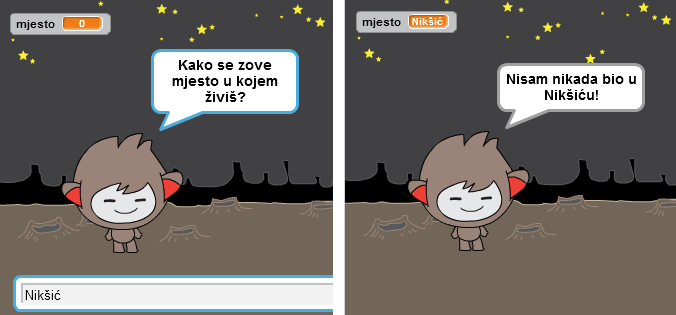 mjesto 0
Kako se zove
mjesto u kojem
živiš?
Nikšić
mjesto Nikšić
Nisam nikada bio u
Nikšiću!